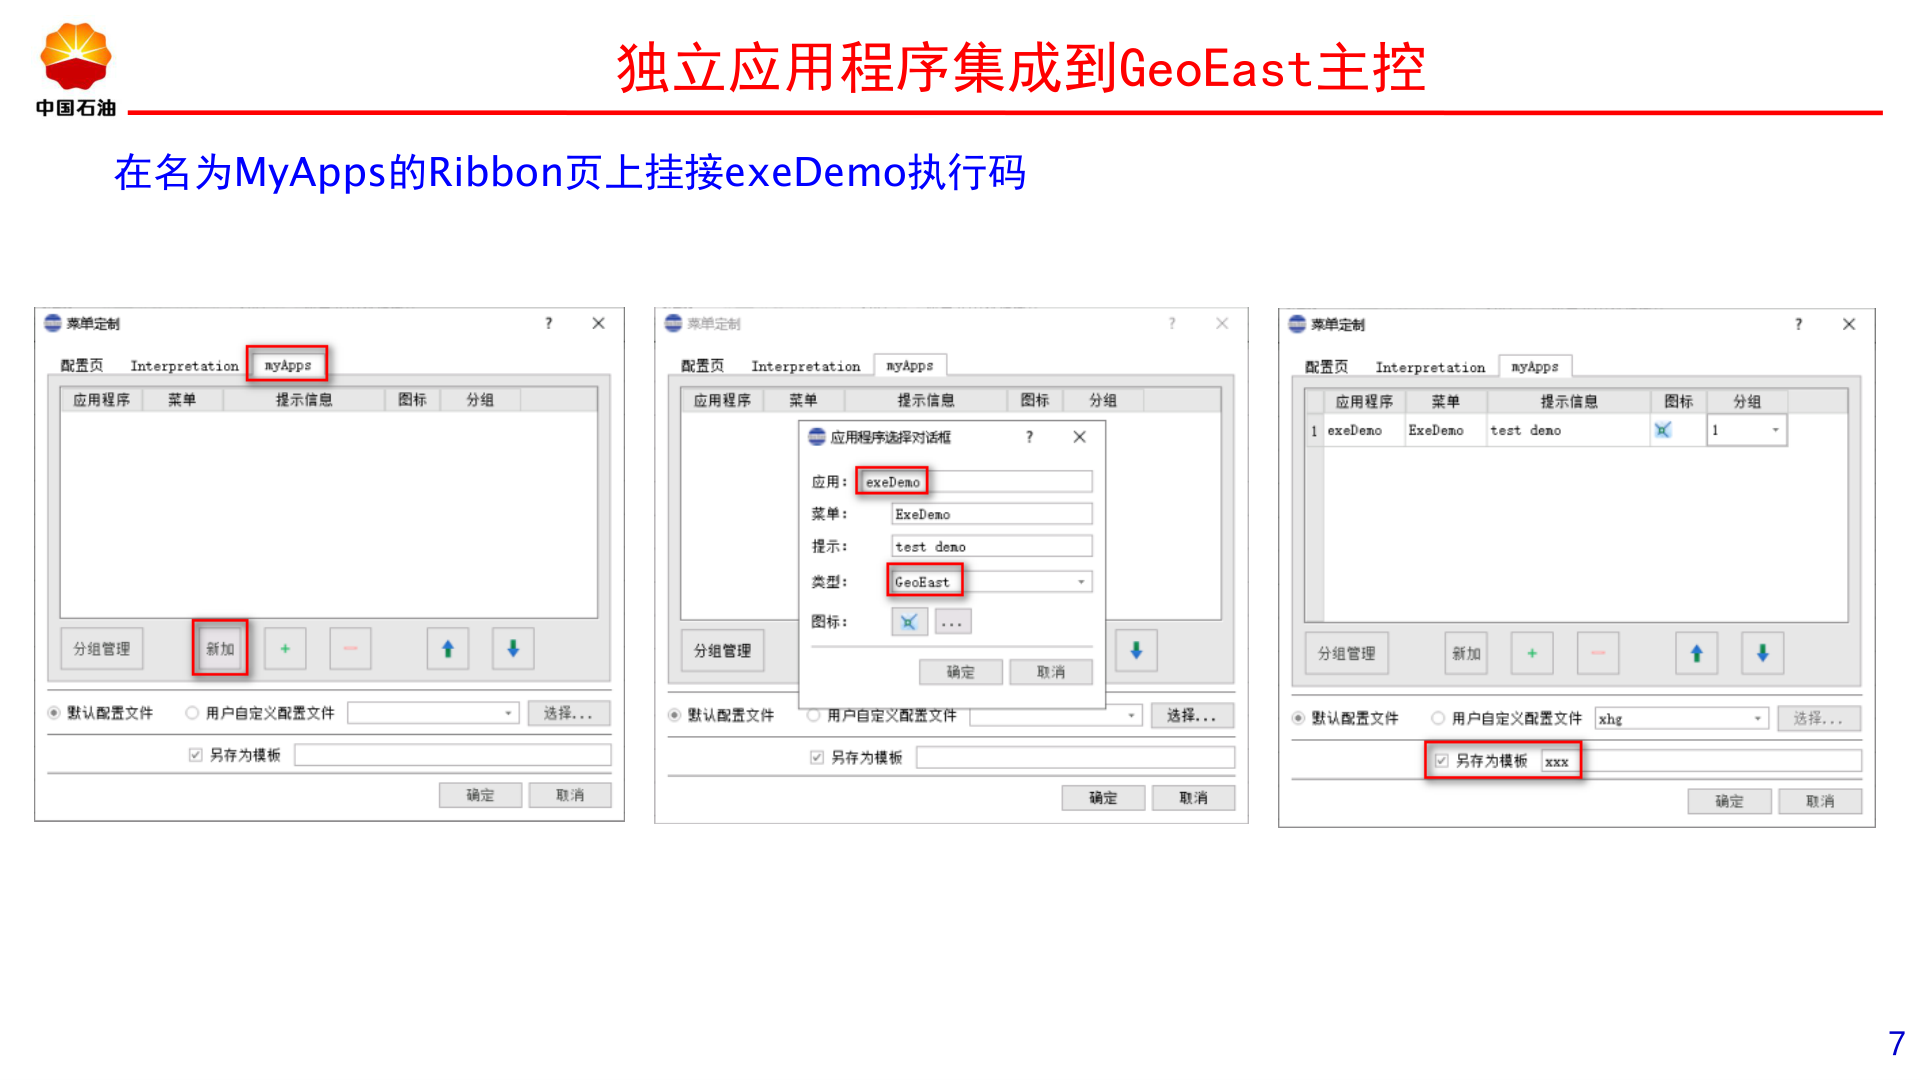 中国石油
独立应用程序集成到GeoEast主控
在名为MyApps的Ribbon页上挂接exeDemo执行码
菜单定制 ?
配置页 Interpretation myApps
应用程序 菜单 提示信息 图标 分组
分组管理 新加
默认配置文件 用户自定义配置文件 选择...
另存为模板
确定 取消
菜单定制 ?
配置页 Interpretation myApps
应用程序 菜单 提示信息 图标 分组
应用程序选择对话框 ?
应用: exeDemo
菜单: ExeDemo
提示: test demo
类型: GeoEast
图标: ...
确定 取消
分组管理
默认配置文件 用户自定义配置文件 选择...
另存为模板
确定 取消
菜单定制 ?
配置页 Interpretation myApps
应用程序 菜单 提示信息 图标 分组
1 exeDemo ExeDemo test demo 1
分组管理 新加
默认配置文件 用户自定义配置文件 xhg 选择...
另存为模板 xxx
确定 取消
7